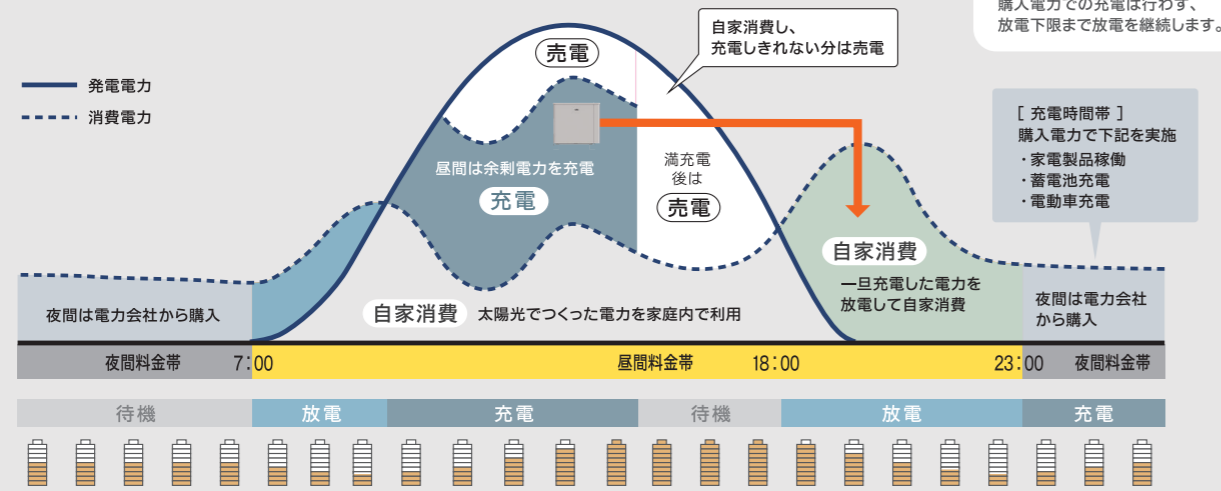 購入電力での充電は行わず、
放電下限まで放電を継続します。
自家消費し、
充電しきれない分は売電
発電電力
消費電力
売電
[ 充電時間帯 ]
購入電力で下記を実施
・家電製品稼働
・蓄電池充電
・電動車充電
昼間は余剰電力を充電
充電
満充電
後は
売電
自家消費
一旦充電した電力を
放電して自家消費
夜間は電力会社から購入
自家消費 太陽光でつくった電力を家庭内で利用
夜間は電力会社
から購入
夜間料金帯 7:00 昼間料金帯 18:00 23:00 夜間料金帯
待機 放電 充電 待機 放電 充電